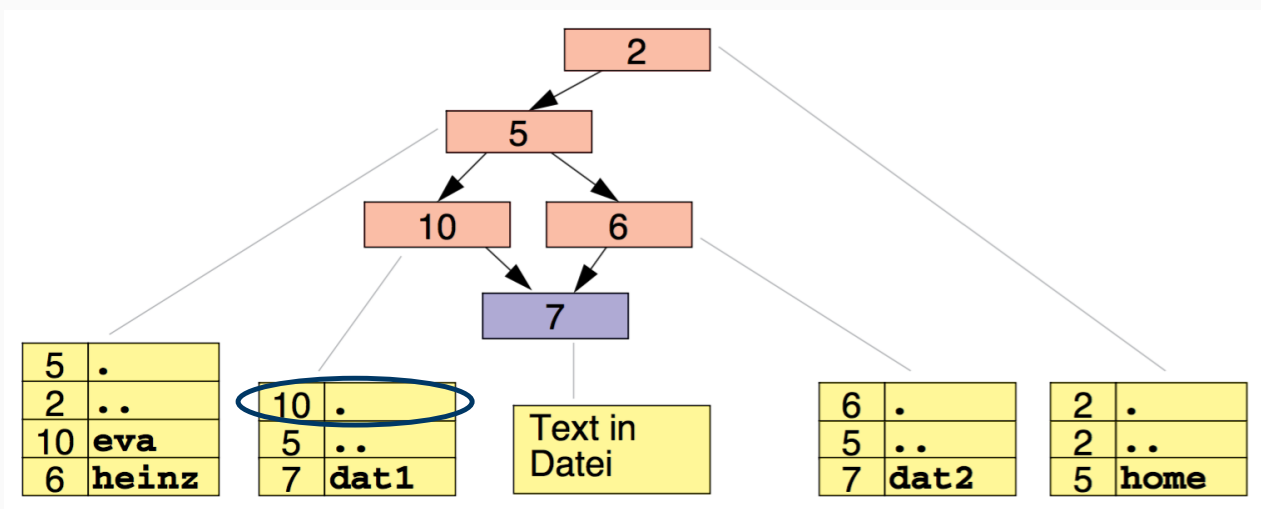 2
5
10
6
7
5 .
2 ..
10 eva
6 heinz
10 .
5 ..
7 dat1
Text in
Datei
6 .
5 ..
7 dat2
2 .
2 ..
5 home